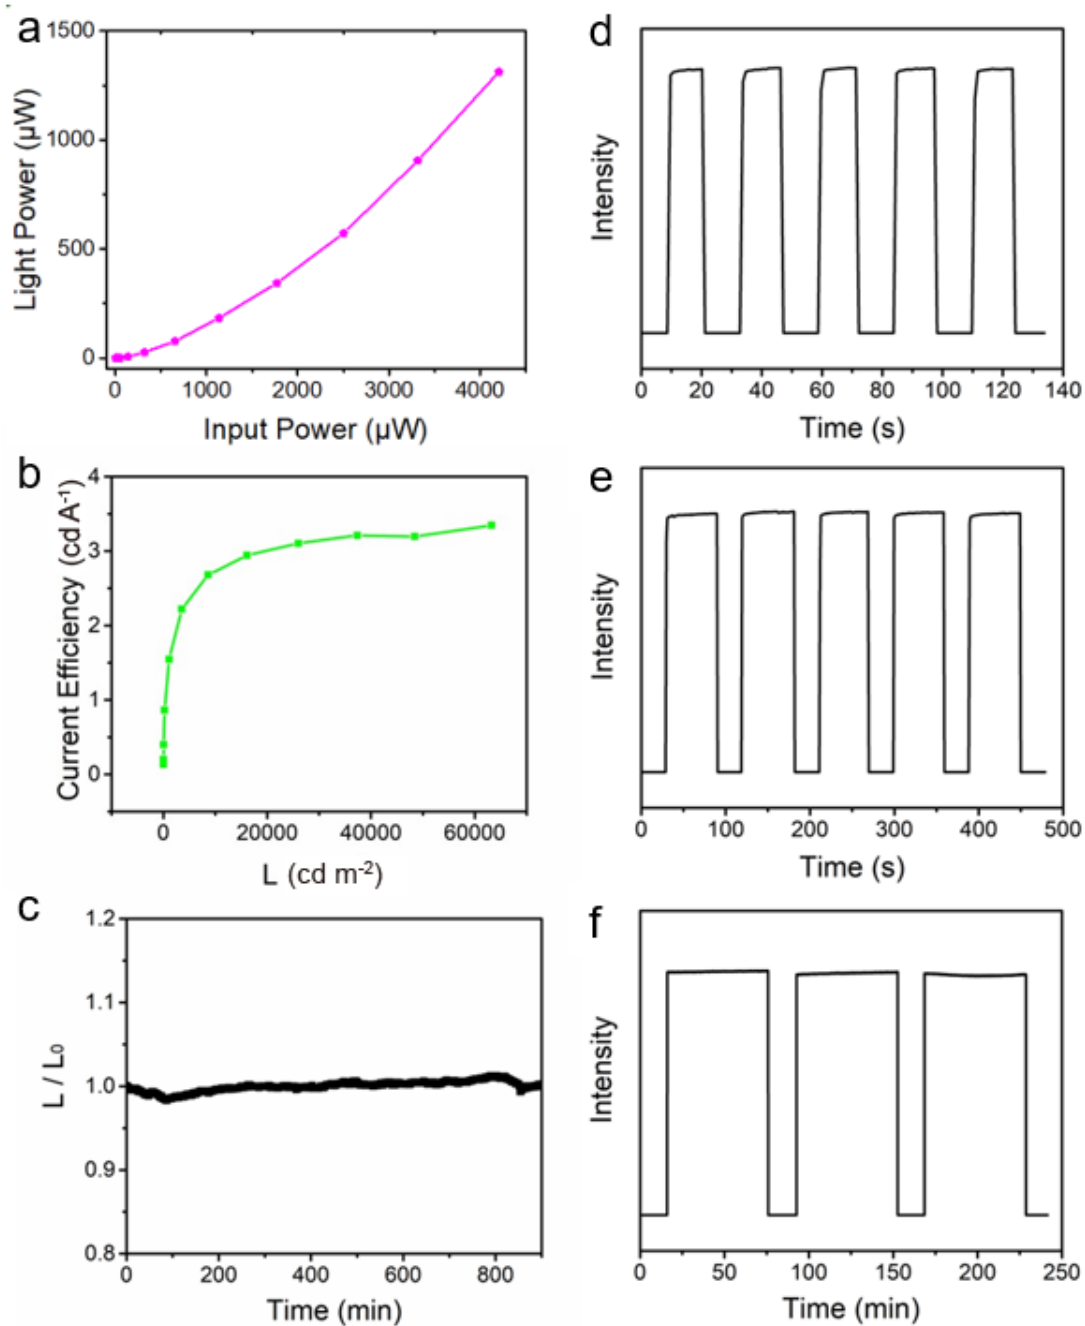 a
1500
1000
500
0
Light Power (μW)
0 1000 2000 3000 4000
Input Power (μW)
b
4
3
2
1
0
Current Efficiency (cd A⁻¹)
0 20000 40000 60000
L (cd m⁻²)
c
1.2
1.1
1.0
0.9
0.8
L / L₀
0 200 400 600 800
Time (min)
d
Intensity
0 20 40 60 80 100 120 140
Time (s)
e
Intensity
0 100 200 300 400 500
Time (s)
f
Intensity
0 50 100 150 200 250
Time (min)